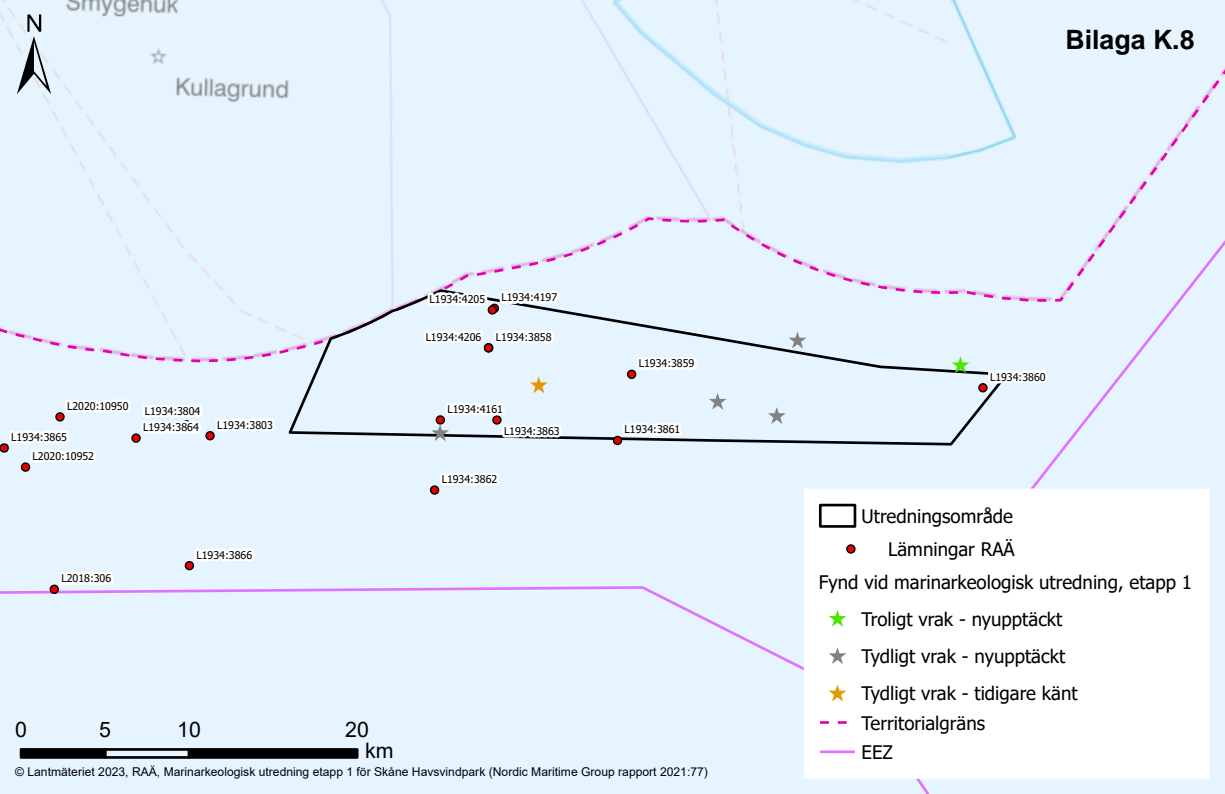 Smygehuk
N
Bilaga K.8
Kullagrund
L1934:4205
L1934:4197
L1934:4206
L1934:3858
L1934:3859
L1934:3860
L2020:10950
L1934:3804
L1934:4161
L1934:3865
L1934:3864
L1934:3803
L1934:3863
L1934:3861
L2020:10952
L1934:3862
L1934:3866
L2018:306
Utredningsområde
Lämningar RAÄ
Fynd vid marinarkeologisk utredning, etapp 1
Troligt vrak - nyupptäckt
Tydligt vrak - nyupptäckt
Tydligt vrak - tidigare känt
Territorialgräns
EEZ
0 5 10 20
km
© Lantmäteriet 2023, RAÄ, Marinarkeologisk utredning etapp 1 för Skåne Havsvindpark (Nordic Maritime Group rapport 2021:77)